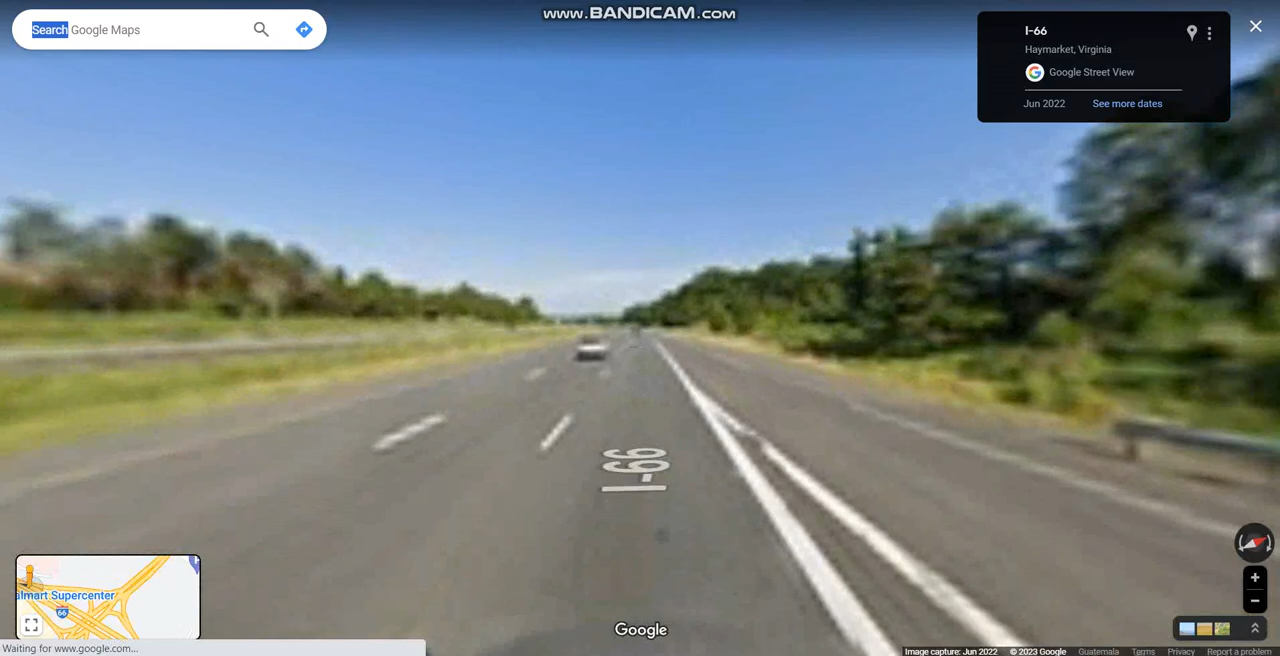 www.BANDICAM.com
Search Google Maps
I-66
Haymarket, Virginia
Google Street View
Jun 2022 See more dates
I-66
almart Supercenter
66
Google
Waiting for www.google.com...
Image capture: Jun 2022 © 2023 Google Guatemala Terms Privacy Report a problem